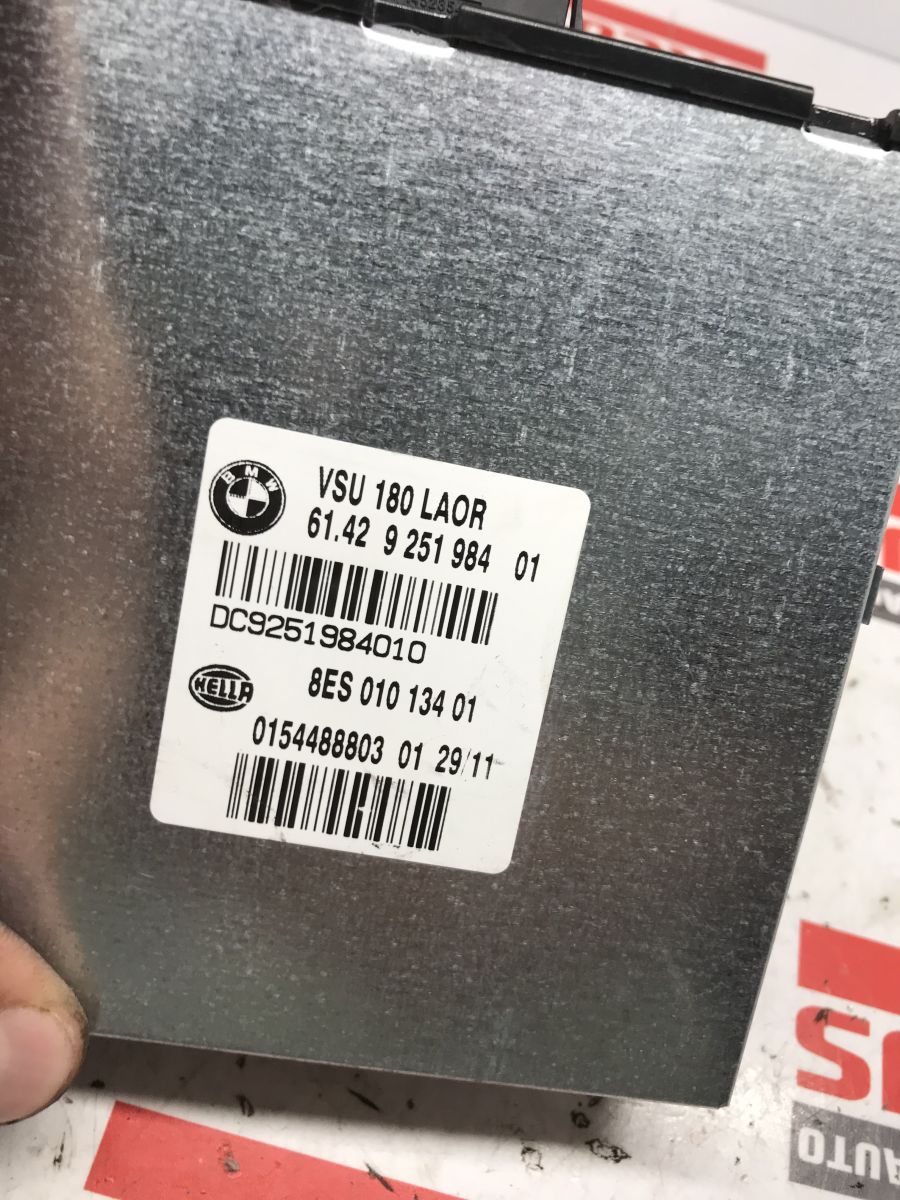 BMW
VSU 180 LAOR
61.42 9 251 984 01
DC9251984010
HELLA
8ES 010 134 01
0154488803 01 29/11
AUTO